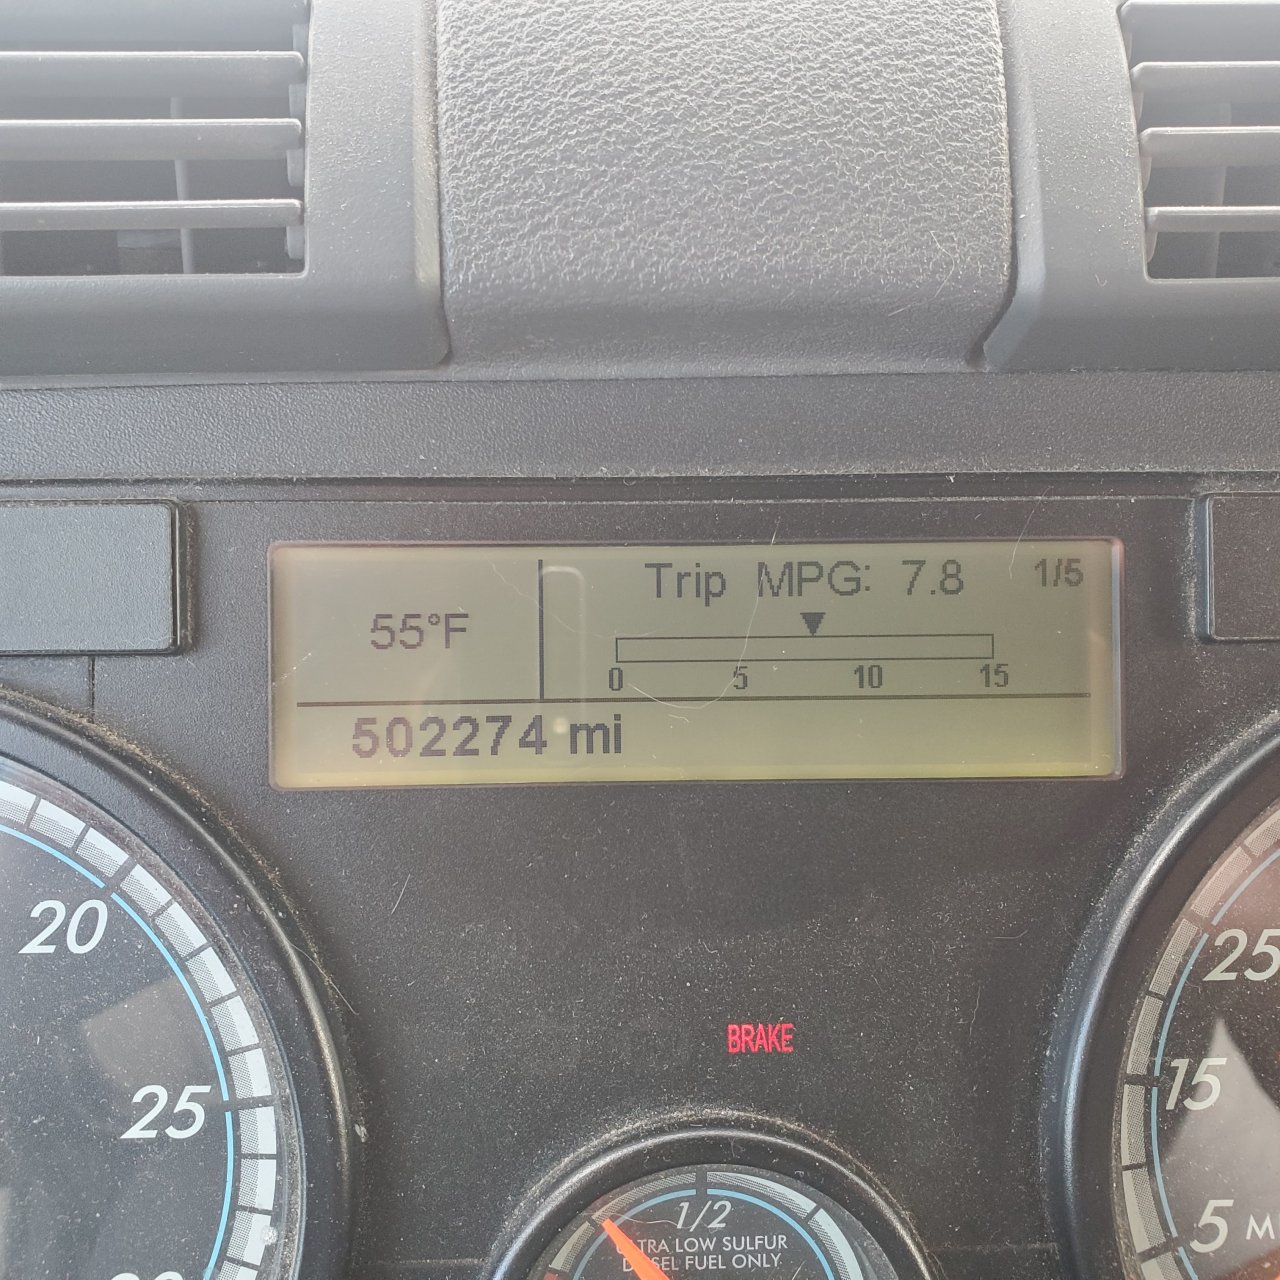 Trip MPG: 7.8 1/5
55°F
0 5 10 15
502274 mi
20
25
BRAKE
25
15
5
1/2
ULTRA LOW SULFUR
DIESEL FUEL ONLY